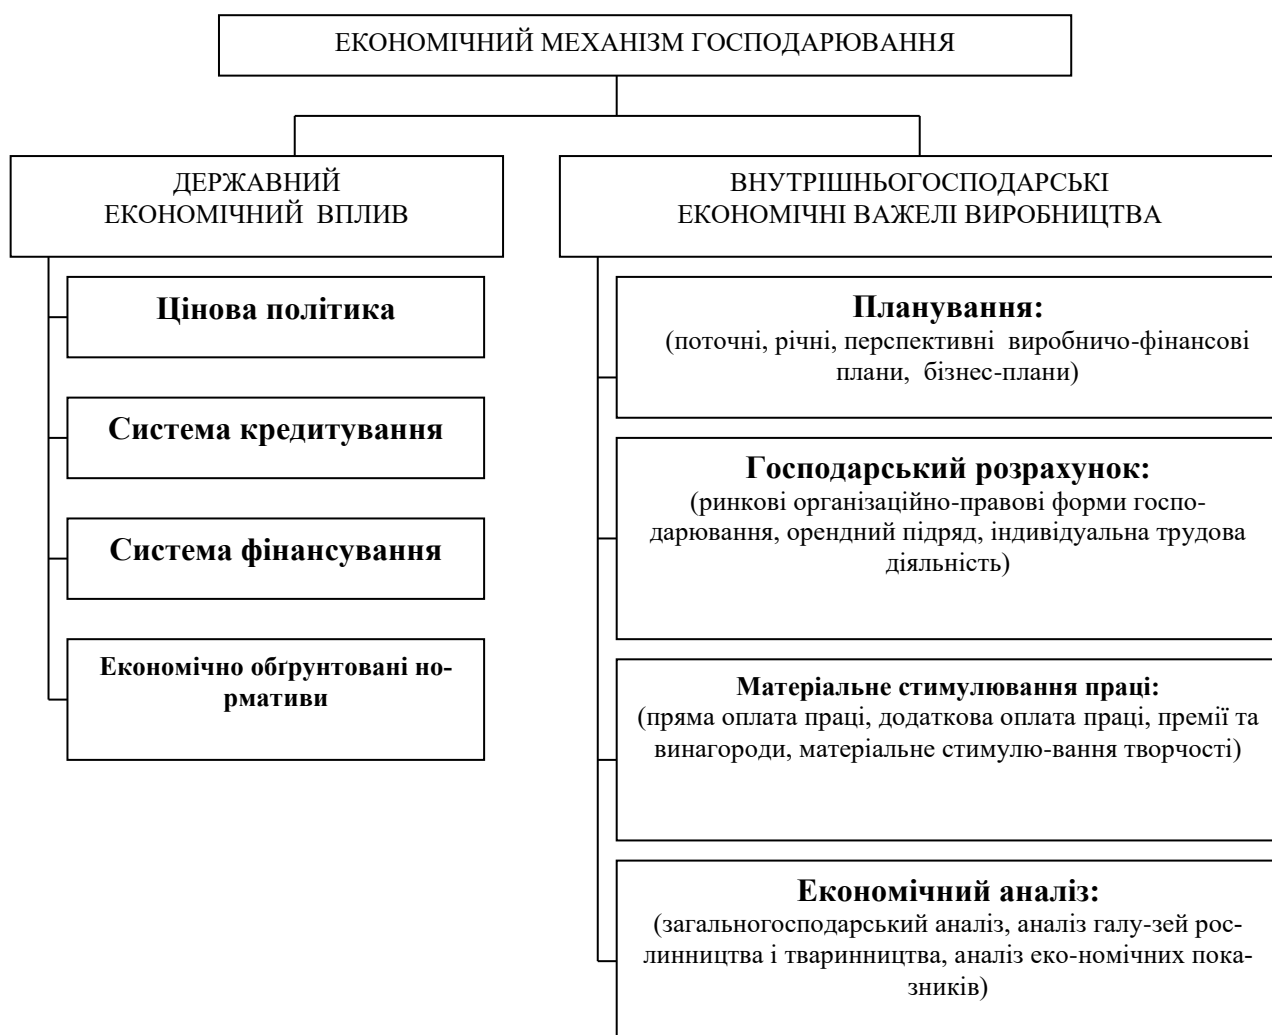 ЕКОНОМІЧНИЙ МЕХАНІЗМ ГОСПОДАРЮВАННЯ
ДЕРЖАВНИЙ
ЕКОНОМІЧНИЙ ВПЛИВ
Цінова політика
Система кредитування
Система фінансування
Економічно обґрунтовані но-
рмативи
ВНУТРІШНЬОГОСПОДАРСЬКІ
ЕКОНОМІЧНІ ВАЖЕЛІ ВИРОБНИЦТВА
Планування:
(поточні, річні, перспективні виробничо-фінансові
плани, бізнес-плани)
Господарський розрахунок:
(ринкові організаційно-правові форми госпо-
дарювання, орендний підряд, індивідуальна трудова
діяльність)
Матеріальне стимулювання праці:
(пряма оплата праці, додаткова оплата праці, премії та
винагороди, матеріальне стимулю-вання творчості)
Економічний аналіз:
(загальногосподарський аналіз, аналіз галу-зей рос-
линництва і тваринництва, аналіз еко-номічних пока-
зників)